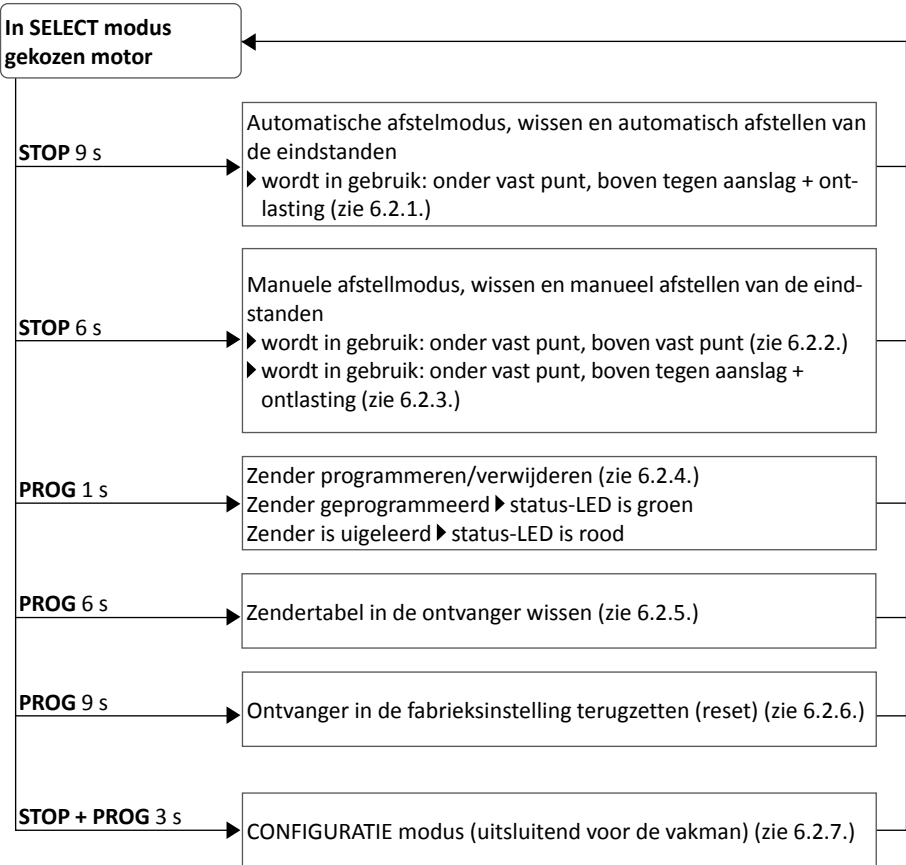 In SELECT modus
gekozen motor
STOP 9 s
Automatische afstelmodus, wissen en automatisch afstellen van
de eindstanden
wordt in gebruik: onder vast punt, boven tegen aanslag + ont-
lasting (zie 6.2.1.)
STOP 6 s
Manuele afstellmodus, wissen en manueel afstellen van de eind-
standen
wordt in gebruik: onder vast punt, boven vast punt (zie 6.2.2.)
wordt in gebruik: onder vast punt, boven tegen aanslag +
ontlasting (zie 6.2.3.)
PROG 1 s
Zender programmeren/verwijderen (zie 6.2.4.)
Zender geprogrammeerd status-LED is groen
Zender is uigeleerd status-LED is rood
PROG 6 s
Zendertabel in de ontvanger wissen (zie 6.2.5.)
PROG 9 s
Ontvanger in de fabrieksinstelling terugzetten (reset) (zie 6.2.6.)
STOP + PROG 3 s
CONFIGURATIE modus (uitsluitend voor de vakman) (zie 6.2.7.)